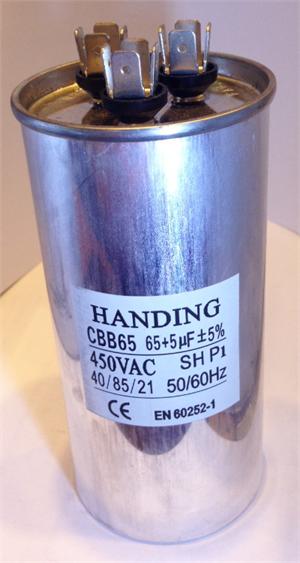 HANDING
CBB65 65+5μF±5%
450VAC SH P1
40/85/21 50/60Hz
CE EN 60252-1